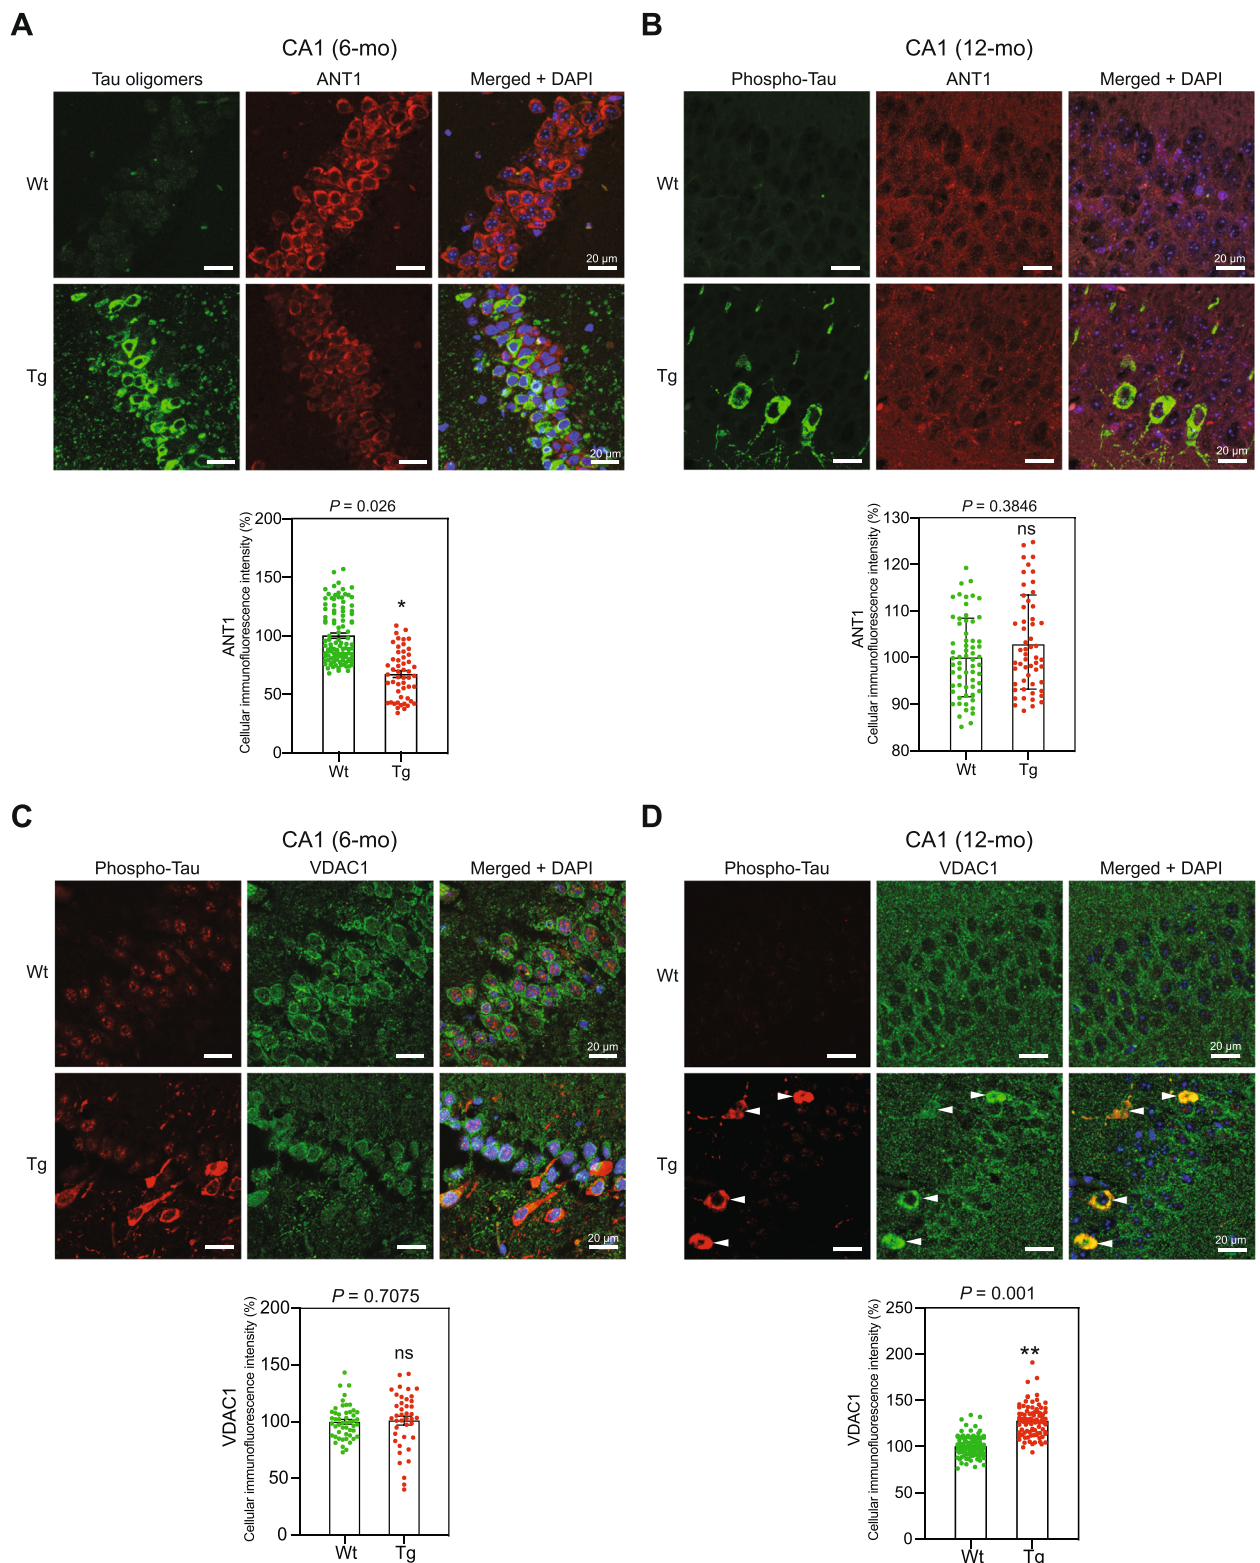 A
CA1 (6-mo)
Tau oligomers ANT1 Merged + DAPI
Wt
20 µm
Tg
20 µm
P = 0.026
ANT1
Cellular immunofluorescence intensity (%)
200
150
100
50
0
*
Wt Tg
B
CA1 (12-mo)
Phospho-Tau ANT1 Merged + DAPI
Wt
20 µm
Tg
20 µm
P = 0.3846
ANT1
Cellular immunofluorescence intensity (%)
130
120
110
100
90
80
ns
Wt Tg
C
CA1 (6-mo)
Phospho-Tau VDAC1 Merged + DAPI
Wt
20 µm
Tg
20 µm
P = 0.7075
VDAC1
Cellular immunofluorescence intensity (%)
200
150
100
50
0
ns
Wt Tg
D
CA1 (12-mo)
Phospho-Tau VDAC1 Merged + DAPI
Wt
20 µm
Tg
20 µm
P = 0.001
VDAC1
Cellular immunofluorescence intensity (%)
250
200
150
100
50
0
**
Wt Tg